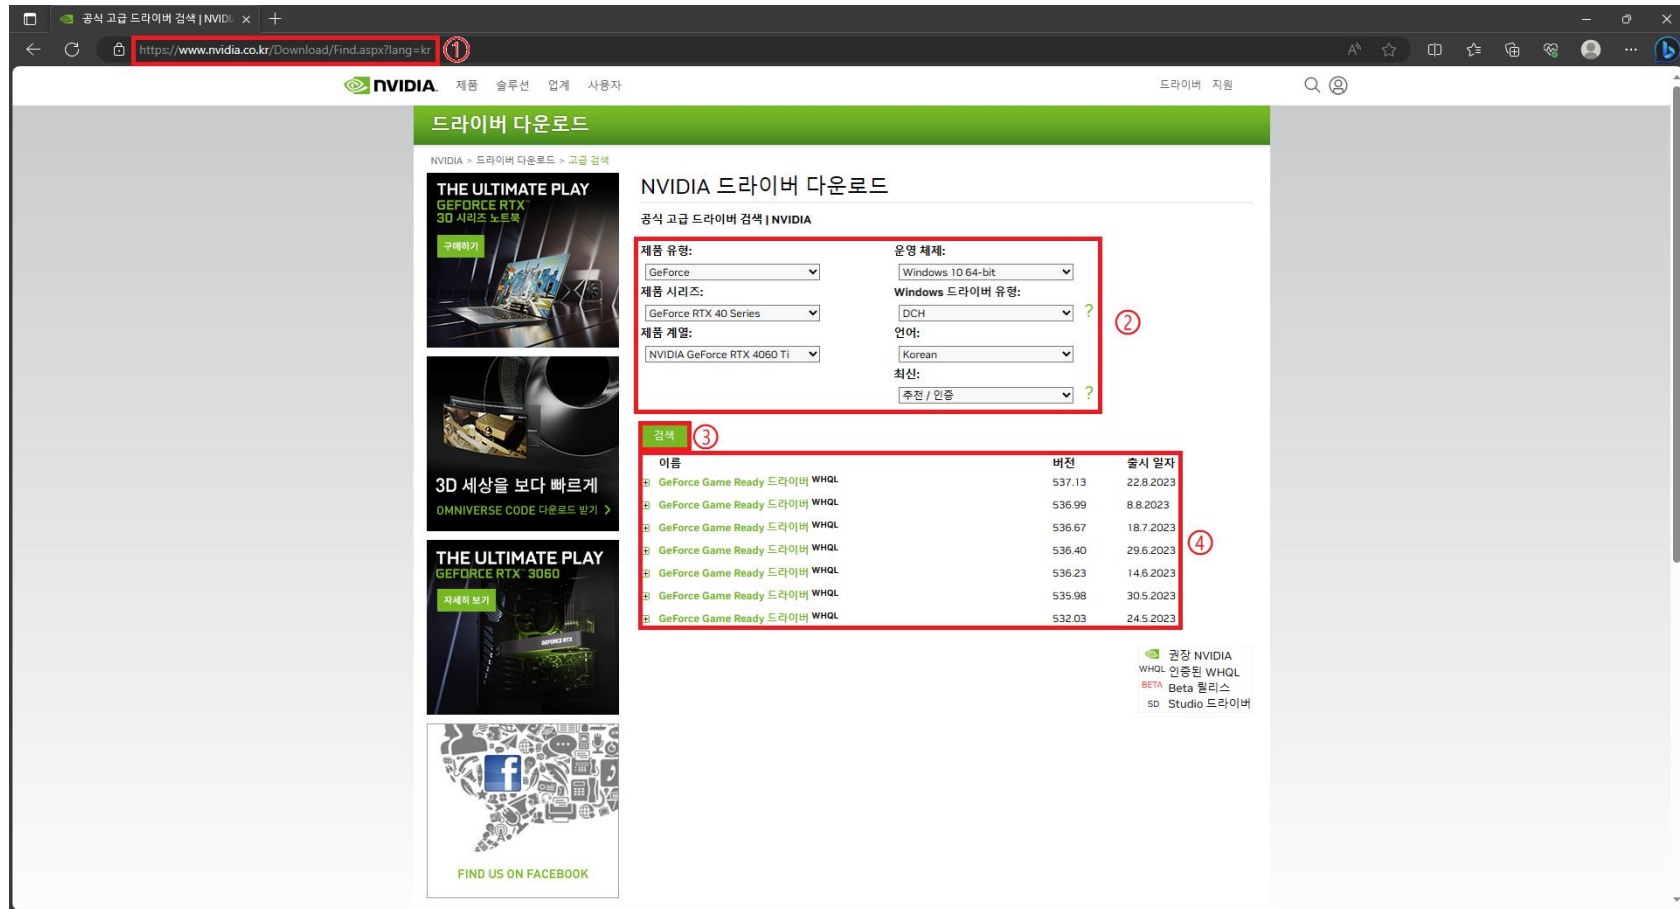 공식 고급 드라이버 검색 | NVIDI
https://www.nvidia.co.kr/Download/Find.aspx?lang=kr ①
NVIDIA. 제품 솔루션 업계 사용자 드라이버 지원
드라이버 다운로드
NVIDIA > 드라이버 다운로드 > 고급 검색
THE ULTIMATE PLAY
GEFORCE RTX™
30 시리즈 노트북
구매하기
3D 세상을 보다 빠르게
OMNIVERSE CODE 다운로드 받기 >
THE ULTIMATE PLAY
GEFORCE RTX™ 3060
자세히 보기
GEFORCE RTX
FIND US ON FACEBOOK
NVIDIA 드라이버 다운로드
공식 고급 드라이버 검색 | NVIDIA
제품 유형:
GeForce
제품 시리즈:
GeForce RTX 40 Series
제품 계열:
NVIDIA GeForce RTX 4060 Ti
운영 체제:
Windows 10 64-bit
Windows 드라이버 유형:
DCH ?
언어:
Korean
최신:
추천 / 인증 ?
②
검색 ③
이름 버전 출시 일자
GeForce Game Ready 드라이버 WHQL 537.13 22.8.2023
GeForce Game Ready 드라이버 WHQL 536.99 8.8.2023
GeForce Game Ready 드라이버 WHQL 536.67 18.7.2023
GeForce Game Ready 드라이버 WHQL 536.40 29.6.2023
GeForce Game Ready 드라이버 WHQL 536.23 14.6.2023
GeForce Game Ready 드라이버 WHQL 535.98 30.5.2023
GeForce Game Ready 드라이버 WHQL 532.03 24.5.2023
④
권장 NVIDIA
WHQL 인증된 WHQL
BETA Beta 릴리스
SD Studio 드라이버